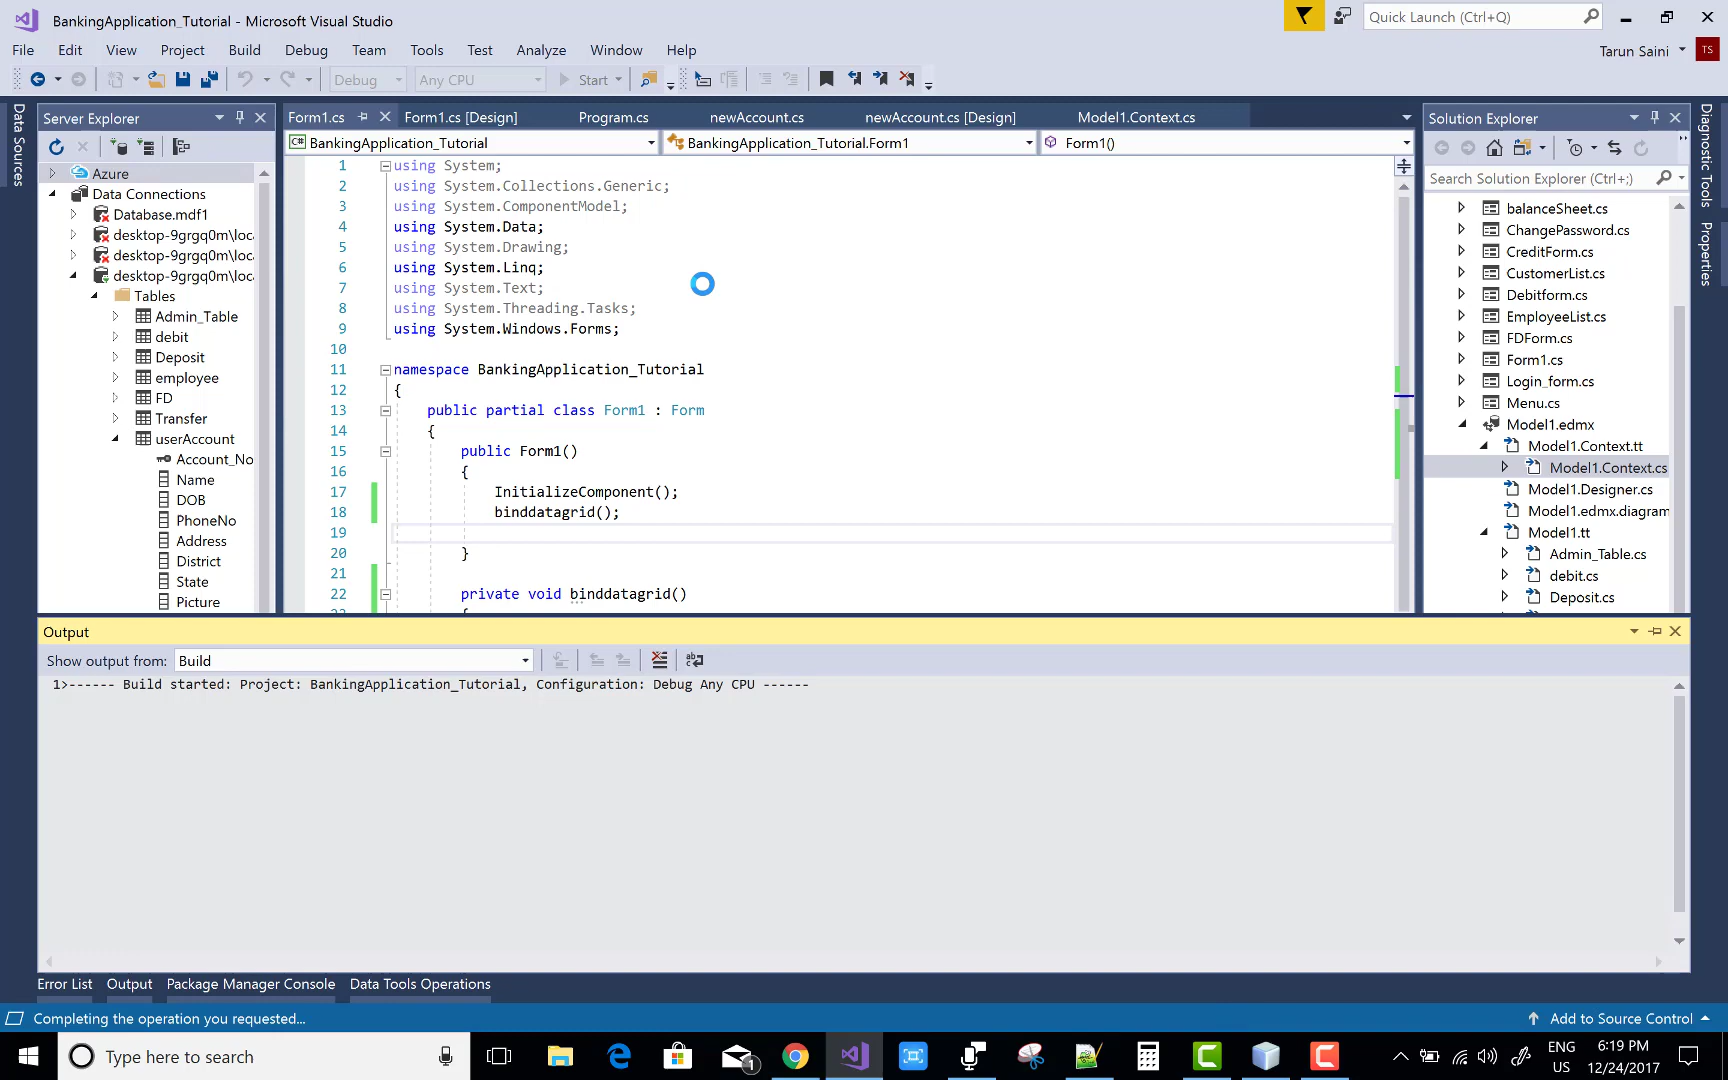 BankingApplication_Tutorial - Microsoft Visual Studio
Quick Launch (Ctrl+Q)
File Edit View Project Build Debug Team Tools Test Analyze Window Help
Tarun Saini TS
Debug Any CPU Start
Data Sources
Server Explorer
Azure
Data Connections
Database.mdf1
desktop-9grgq0m\loc
desktop-9grgq0m\loc
desktop-9grgq0m\loc
Tables
Admin_Table
debit
Deposit
employee
FD
Transfer
userAccount
Account_No
Name
DOB
PhoneNo
Address
District
State
Picture
Form1.cs Form1.cs [Design] Program.cs newAccount.cs newAccount.cs [Design] Model1.Context.cs
C# BankingApplication_Tutorial BankingApplication_Tutorial.Form1 Form1()
1 using System;
2 using System.Collections.Generic;
3 using System.ComponentModel;
4 using System.Data;
5 using System.Drawing;
6 using System.Linq;
7 using System.Text;
8 using System.Threading.Tasks;
9 using System.Windows.Forms;
10
11 namespace BankingApplication_Tutorial
12 {
13 public partial class Form1 : Form
14 {
15 public Form1()
16 {
17 InitializeComponent();
18 binddatagrid();
19
20 }
21
22 private void binddatagrid()
Solution Explorer
Search Solution Explorer (Ctrl+;)
balanceSheet.cs
ChangePassword.cs
CreditForm.cs
CustomerList.cs
Debitform.cs
EmployeeList.cs
FDForm.cs
Form1.cs
Login_form.cs
Menu.cs
Model1.edmx
Model1.Context.tt
Model1.Context.cs
Model1.Designer.cs
Model1.edmx.diagram
Model1.tt
Admin_Table.cs
debit.cs
Deposit.cs
Diagnostic Tools
Properties
Output
Show output from: Build
1>------ Build started: Project: BankingApplication_Tutorial, Configuration: Debug Any CPU ------
Error List Output Package Manager Console Data Tools Operations
Completing the operation you requested...
Add to Source Control
Type here to search
1
ENG
US
6:19 PM
12/24/2017